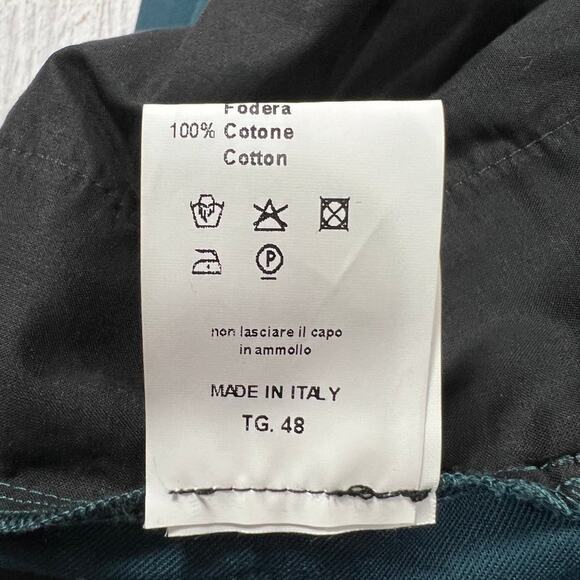 Fodera
100% Cotone
Cotton
P
non lasciare il capo
in ammollo
MADE IN ITALY
TG. 48